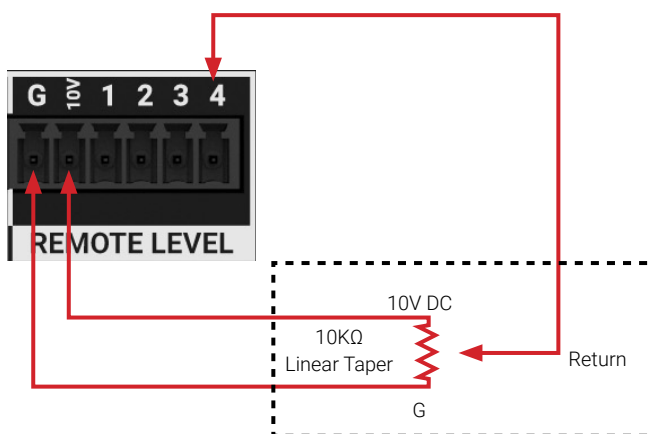 G 10V 1 2 3 4
REMOTE LEVEL
10V DC
10KΩ
Linear Taper
Return
G